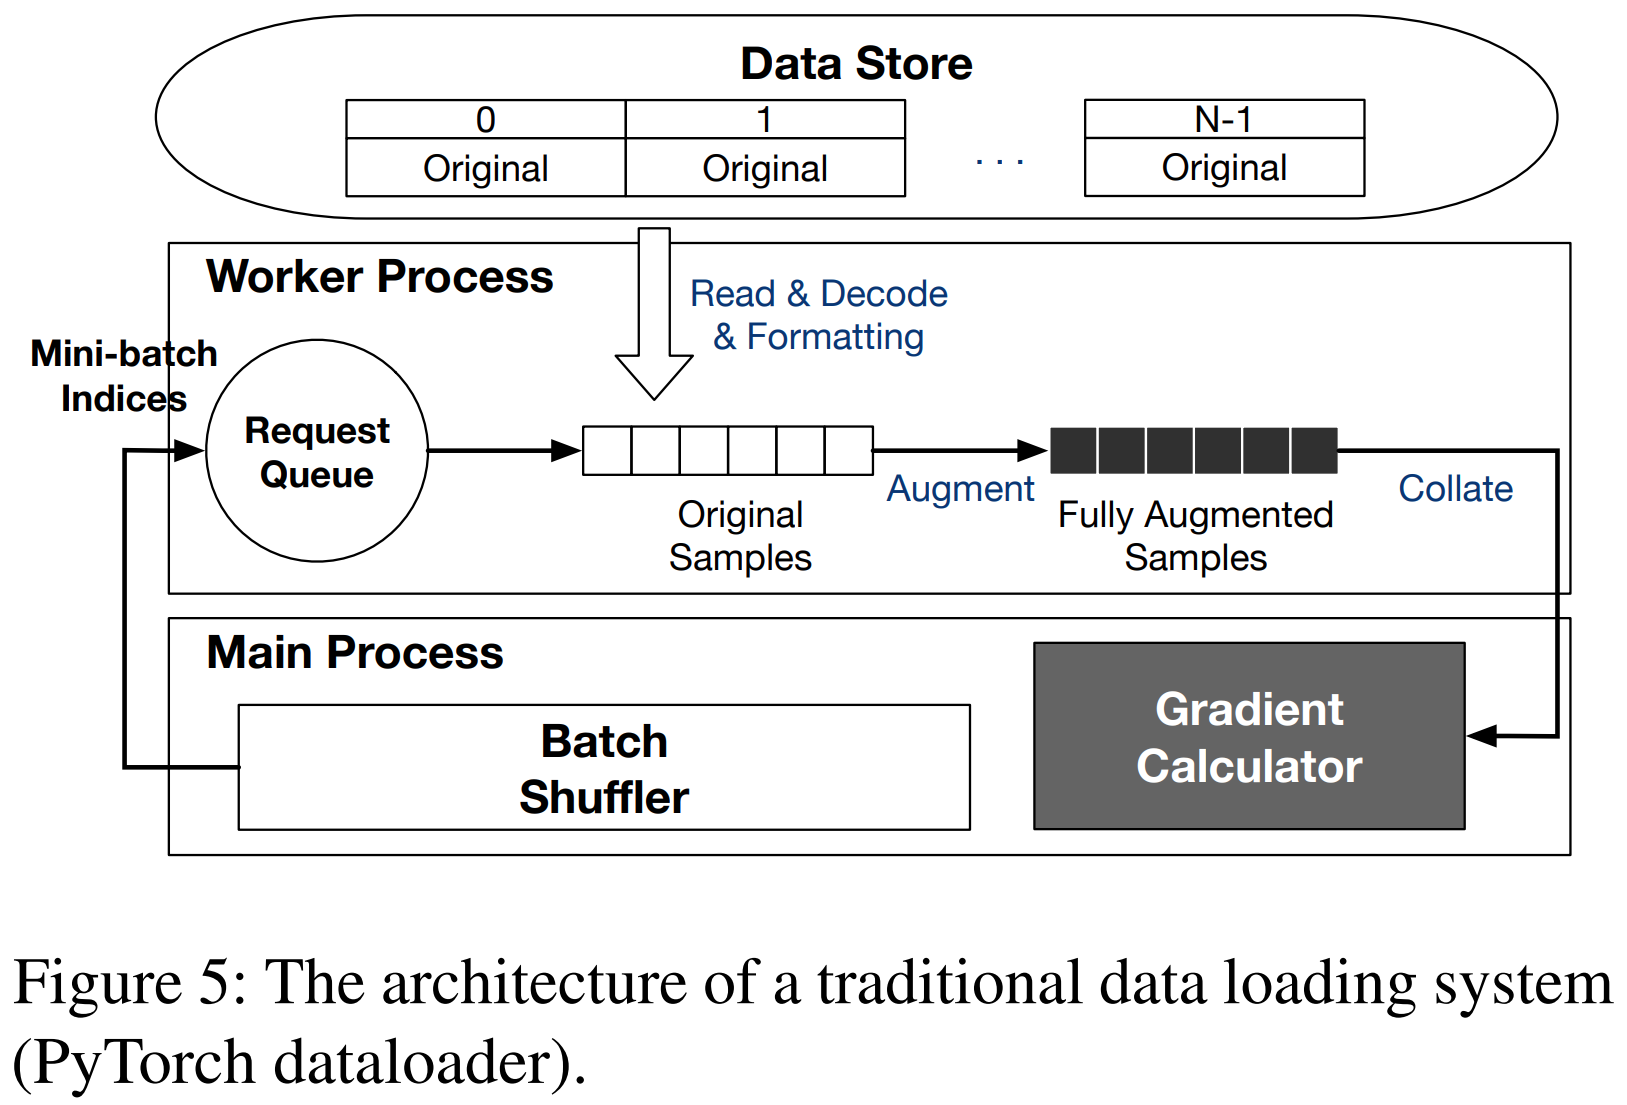 Data Store
0
1
N-1
Original
Original
. . .
Original
Worker Process
Read & Decode
& Formatting
Mini-batch
Indices
Request
Queue
Original
Samples
Augment
Fully Augmented
Samples
Collate
Main Process
Batch
Shuffler
Gradient
Calculator
Figure 5: The architecture of a traditional data loading system
(PyTorch dataloader).